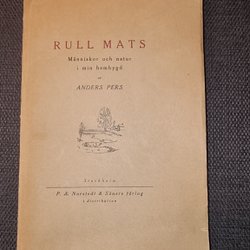 RULL MATS
Människor och natur
i min hembygd
av
ANDERS PERS
Stockholm
P. A. Norstedt & Söners förlag
i distribution